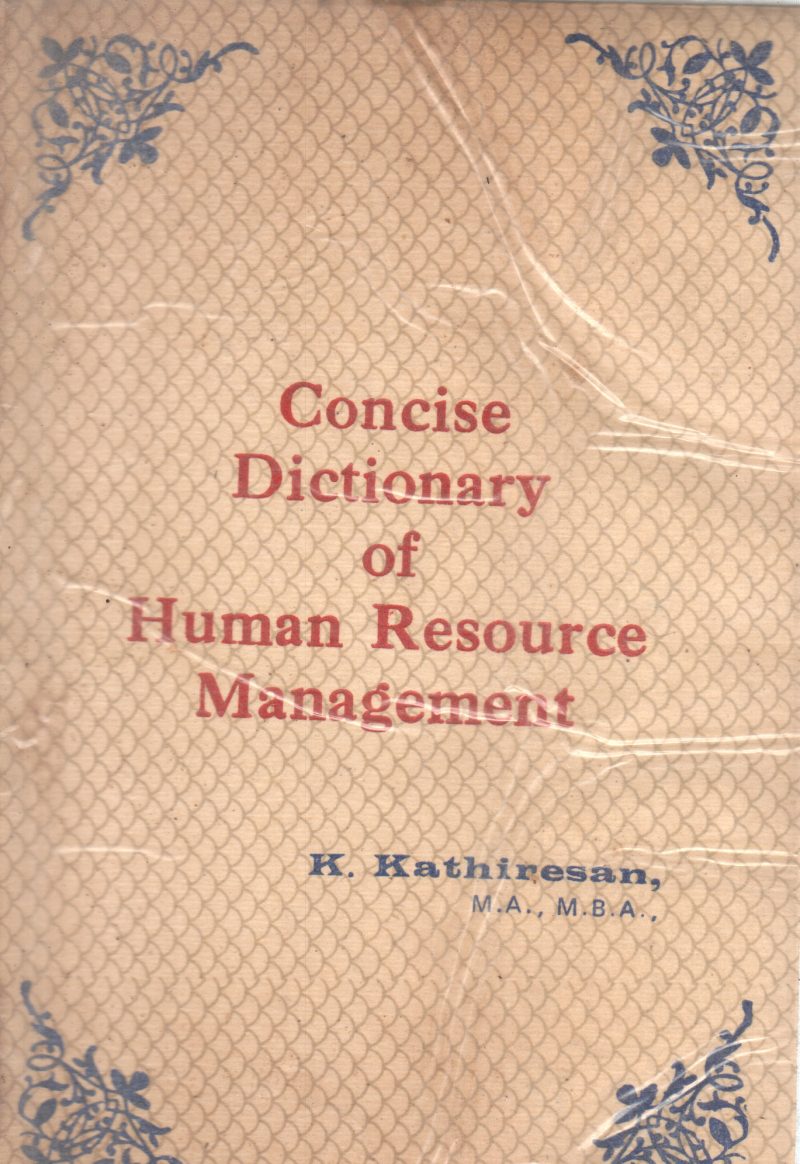 Concise
Dictionary
of
Human Resource
Management
K. Kathiresan,
M.A., M.B.A.,